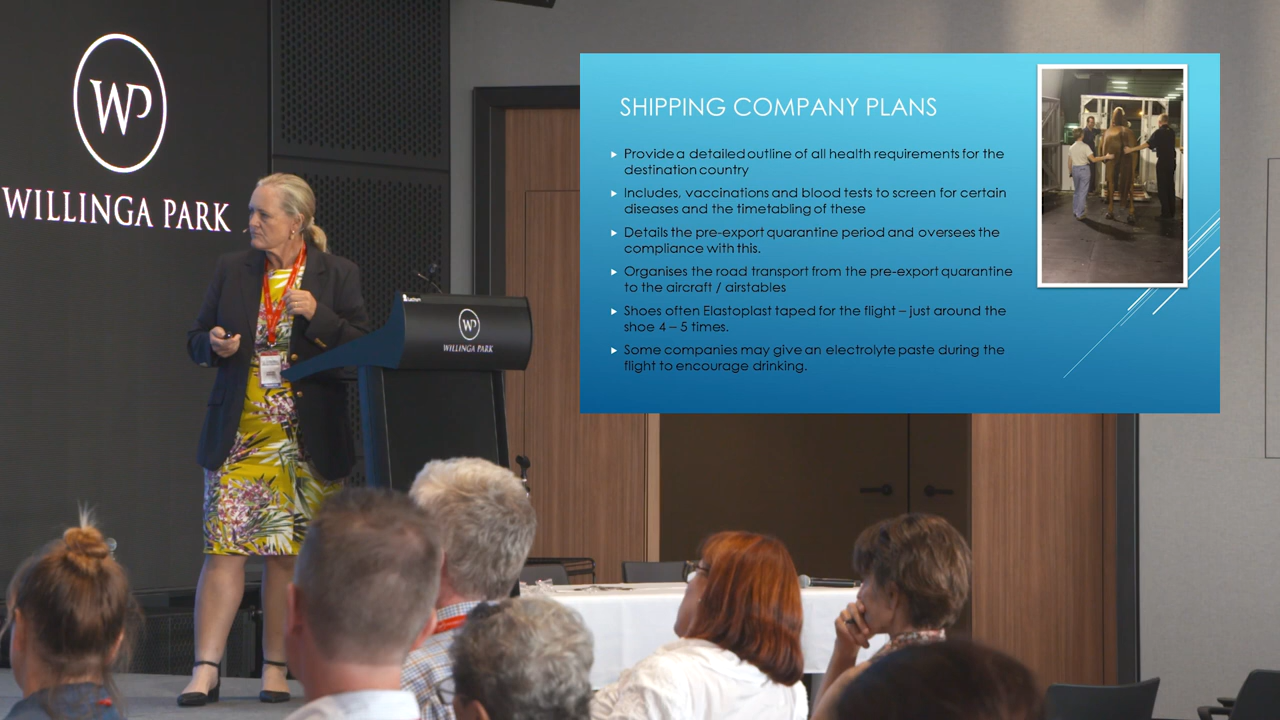 WP
WILLINGA PARK
WP
WILLINGA PARK
SHIPPING COMPANY PLANS
Provide a detailed outline of all health requirements for the
destination country
Includes, vaccinations and blood tests to screen for certain
diseases and the timetabling of these
Details the pre-export quarantine period and oversees the
compliance with this.
Organises the road transport from the pre-export quarantine
to the aircraft / airstables
Shoes often Elastoplast taped for the flight – just around the
shoe 4 – 5 times.
Some companies may give an electrolyte paste during the
flight to encourage drinking.